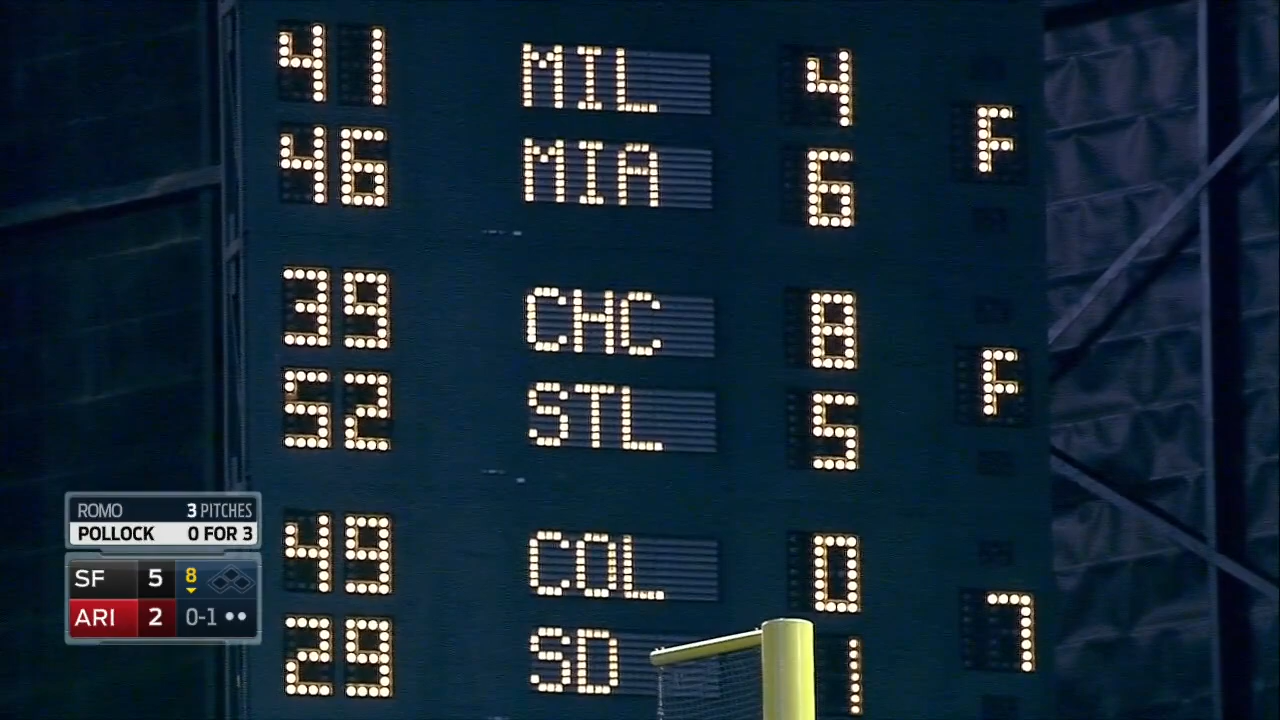 41 MIL 4
F
46 MIA 6
39 CHC 8
F
52 STL 5
49 COL 0
7
29 SD 1
ROMO 3 PITCHES
POLLOCK 0 FOR 3
SF 5 8
ARI 2 0-1